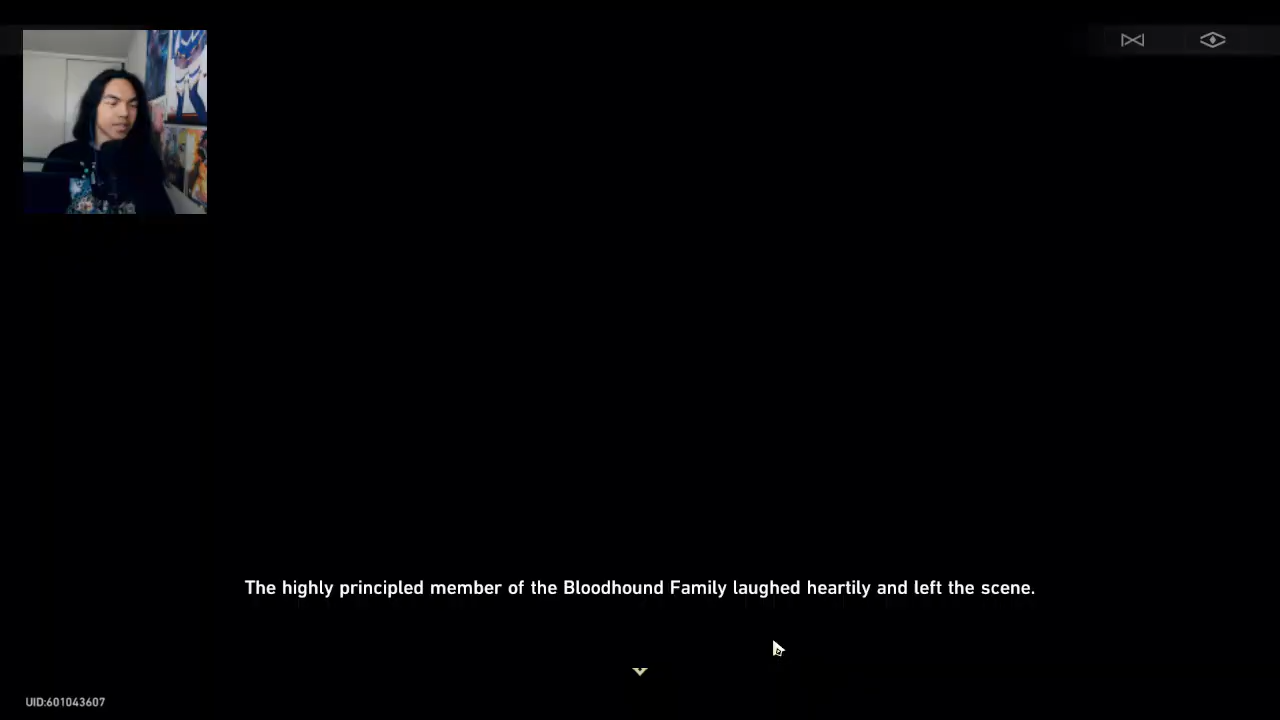 The highly principled member of the Bloodhound Family laughed heartily and left the scene.
UID:601043607